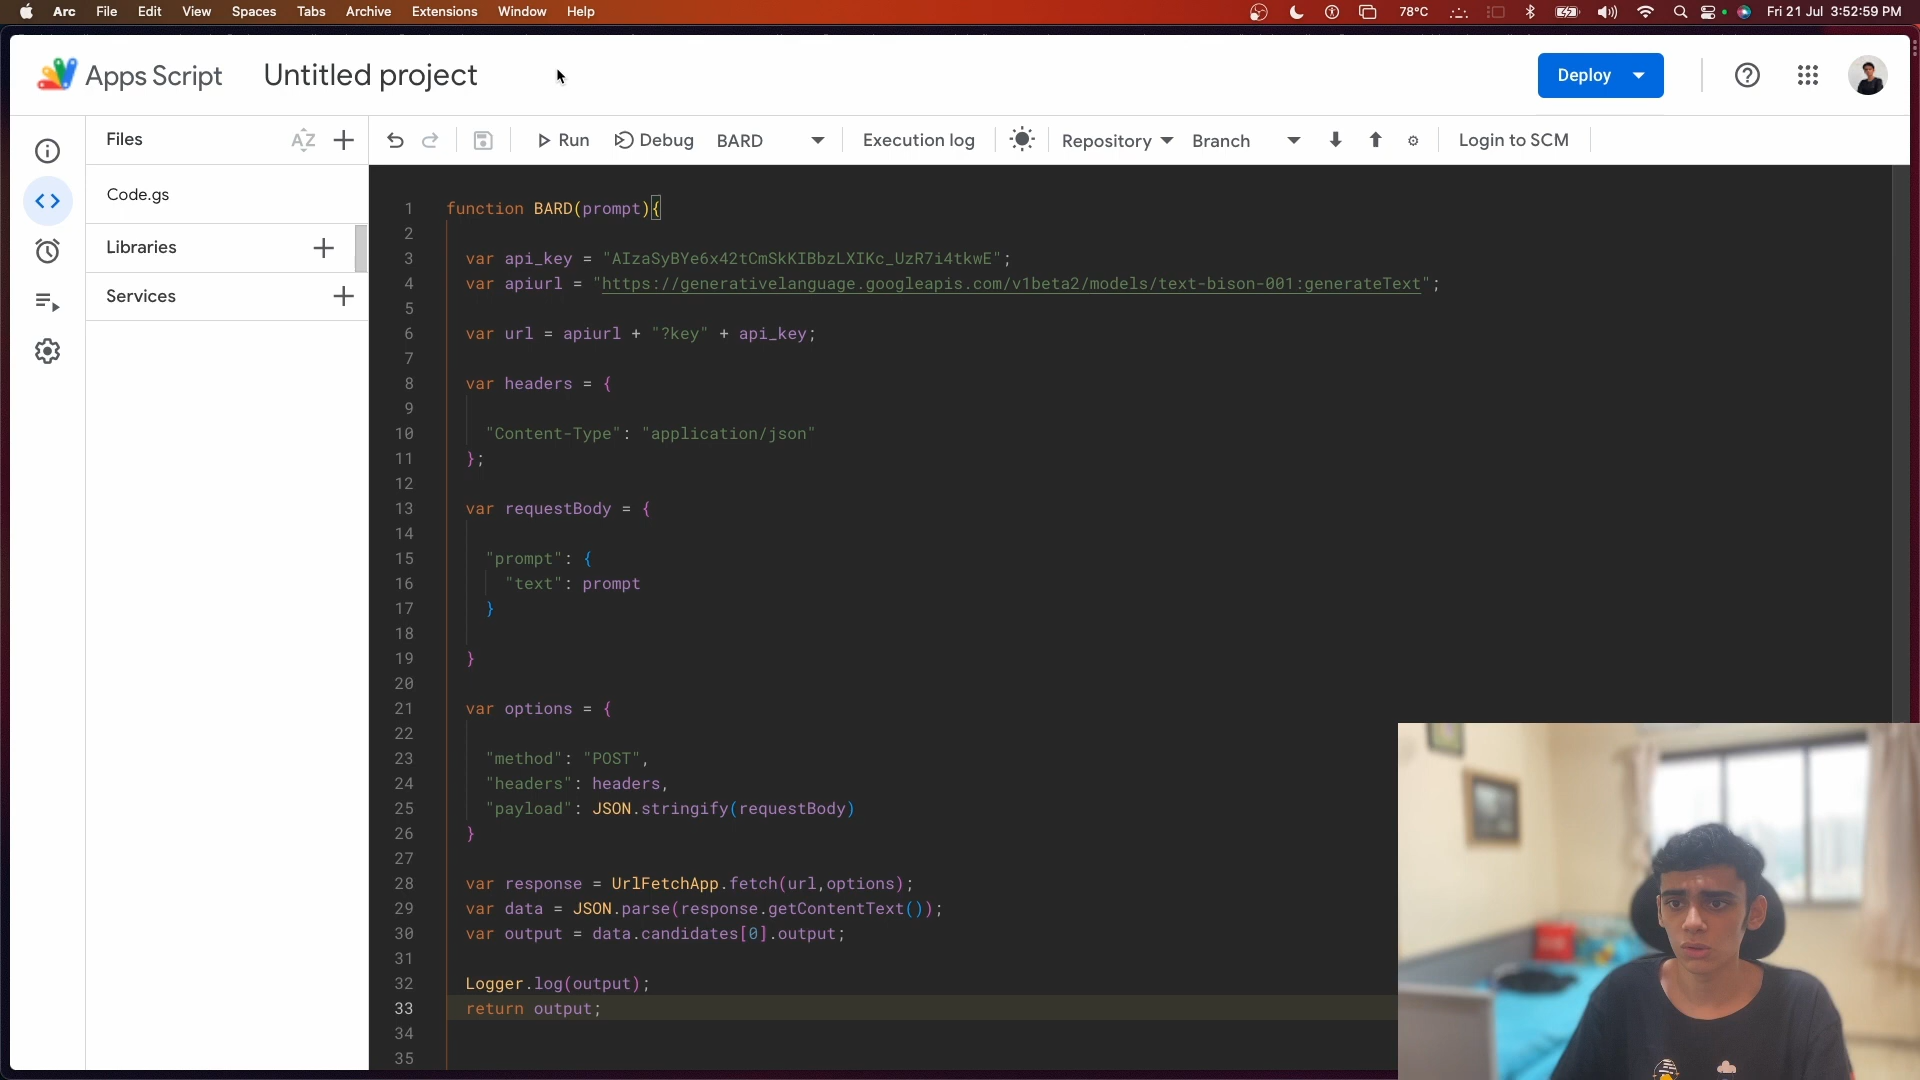 Arc File Edit View Spaces Tabs Archive Extensions Window Help 78°C Fri 21 Jul 3:52:59 PM
Apps Script Untitled project Deploy
Files AZ Run Debug BARD Execution log Repository Branch Login to SCM
Code.gs
Libraries
Services
1 function BARD(prompt){
2
3 var api_key = "AIzaSyBYe6x42tCmSkKIBbzLXIKc_UzR7i4tkwE";
4 var apiurl = "https://generativelanguage.googleapis.com/v1beta2/models/text-bison-001:generateText";
5
6 var url = apiurl + "?key" + api_key;
7
8 var headers = {
9
10 "Content-Type": "application/json"
11 };
12
13 var requestBody = {
14
15 "prompt": {
16 "text": prompt
17 }
18
19 }
20
21 var options = {
22
23 "method": "POST",
24 "headers": headers,
25 "payload": JSON.stringify(requestBody)
26 }
27
28 var response = UrlFetchApp.fetch(url,options);
29 var data = JSON.parse(response.getContentText());
30 var output = data.candidates[0].output;
31
32 Logger.log(output);
33 return output;
34
35